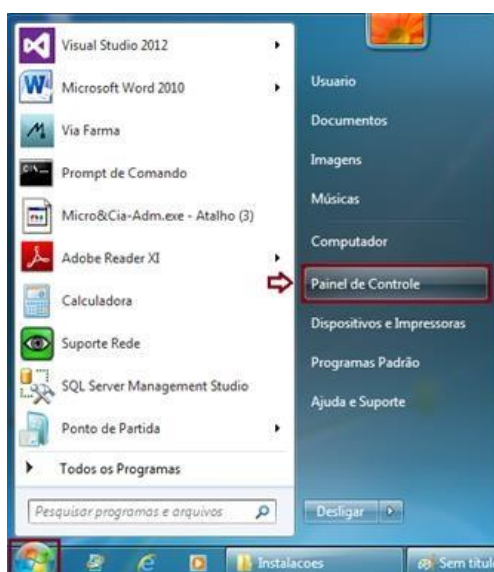 Visual Studio 2012
Microsoft Word 2010
Via Farma
Prompt de Comando
Micro&Cia-Adm.exe - Atalho (3)
Adobe Reader XI
Calculadora
Suporte Rede
SQL Server Management Studio
Ponto de Partida
Todos os Programas
Pesquisar programas e arquivos
Usuario
Documentos
Imagens
Músicas
Computador
Painel de Controle
Dispositivos e Impressoras
Programas Padrão
Ajuda e Suporte
Desligar
Instalacoes
Sem títul